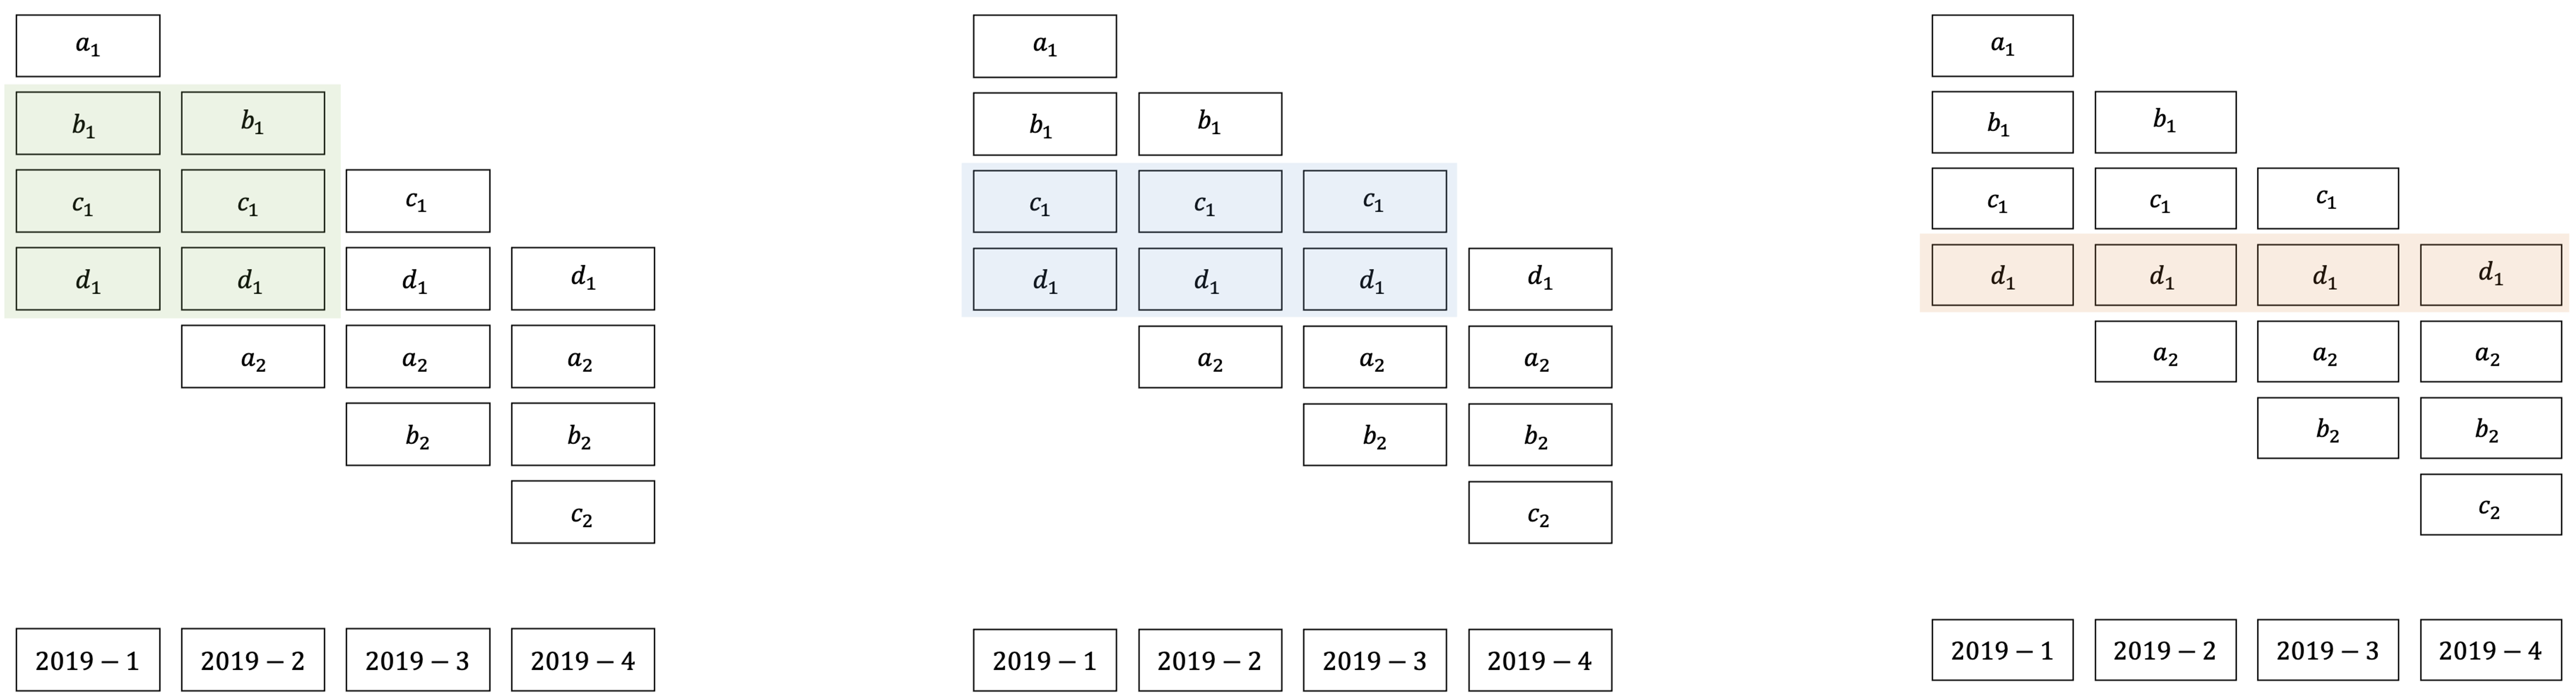 a₁
b₁ b₁
c₁ c₁ c₁
d₁ d₁ d₁ d₁
a₂ a₂ a₂
b₂ b₂
c₂
2019 − 1 2019 − 2 2019 − 3 2019 − 4
a₁
b₁ b₁
c₁ c₁ c₁
d₁ d₁ d₁ d₁
a₂ a₂ a₂
b₂ b₂
c₂
2019 − 1 2019 − 2 2019 − 3 2019 − 4
a₁
b₁ b₁
c₁ c₁ c₁
d₁ d₁ d₁ d₁
a₂ a₂ a₂
b₂ b₂
c₂
2019 − 1 2019 − 2 2019 − 3 2019 − 4